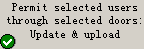 Permit selected users
through selected doors:
Update & upload